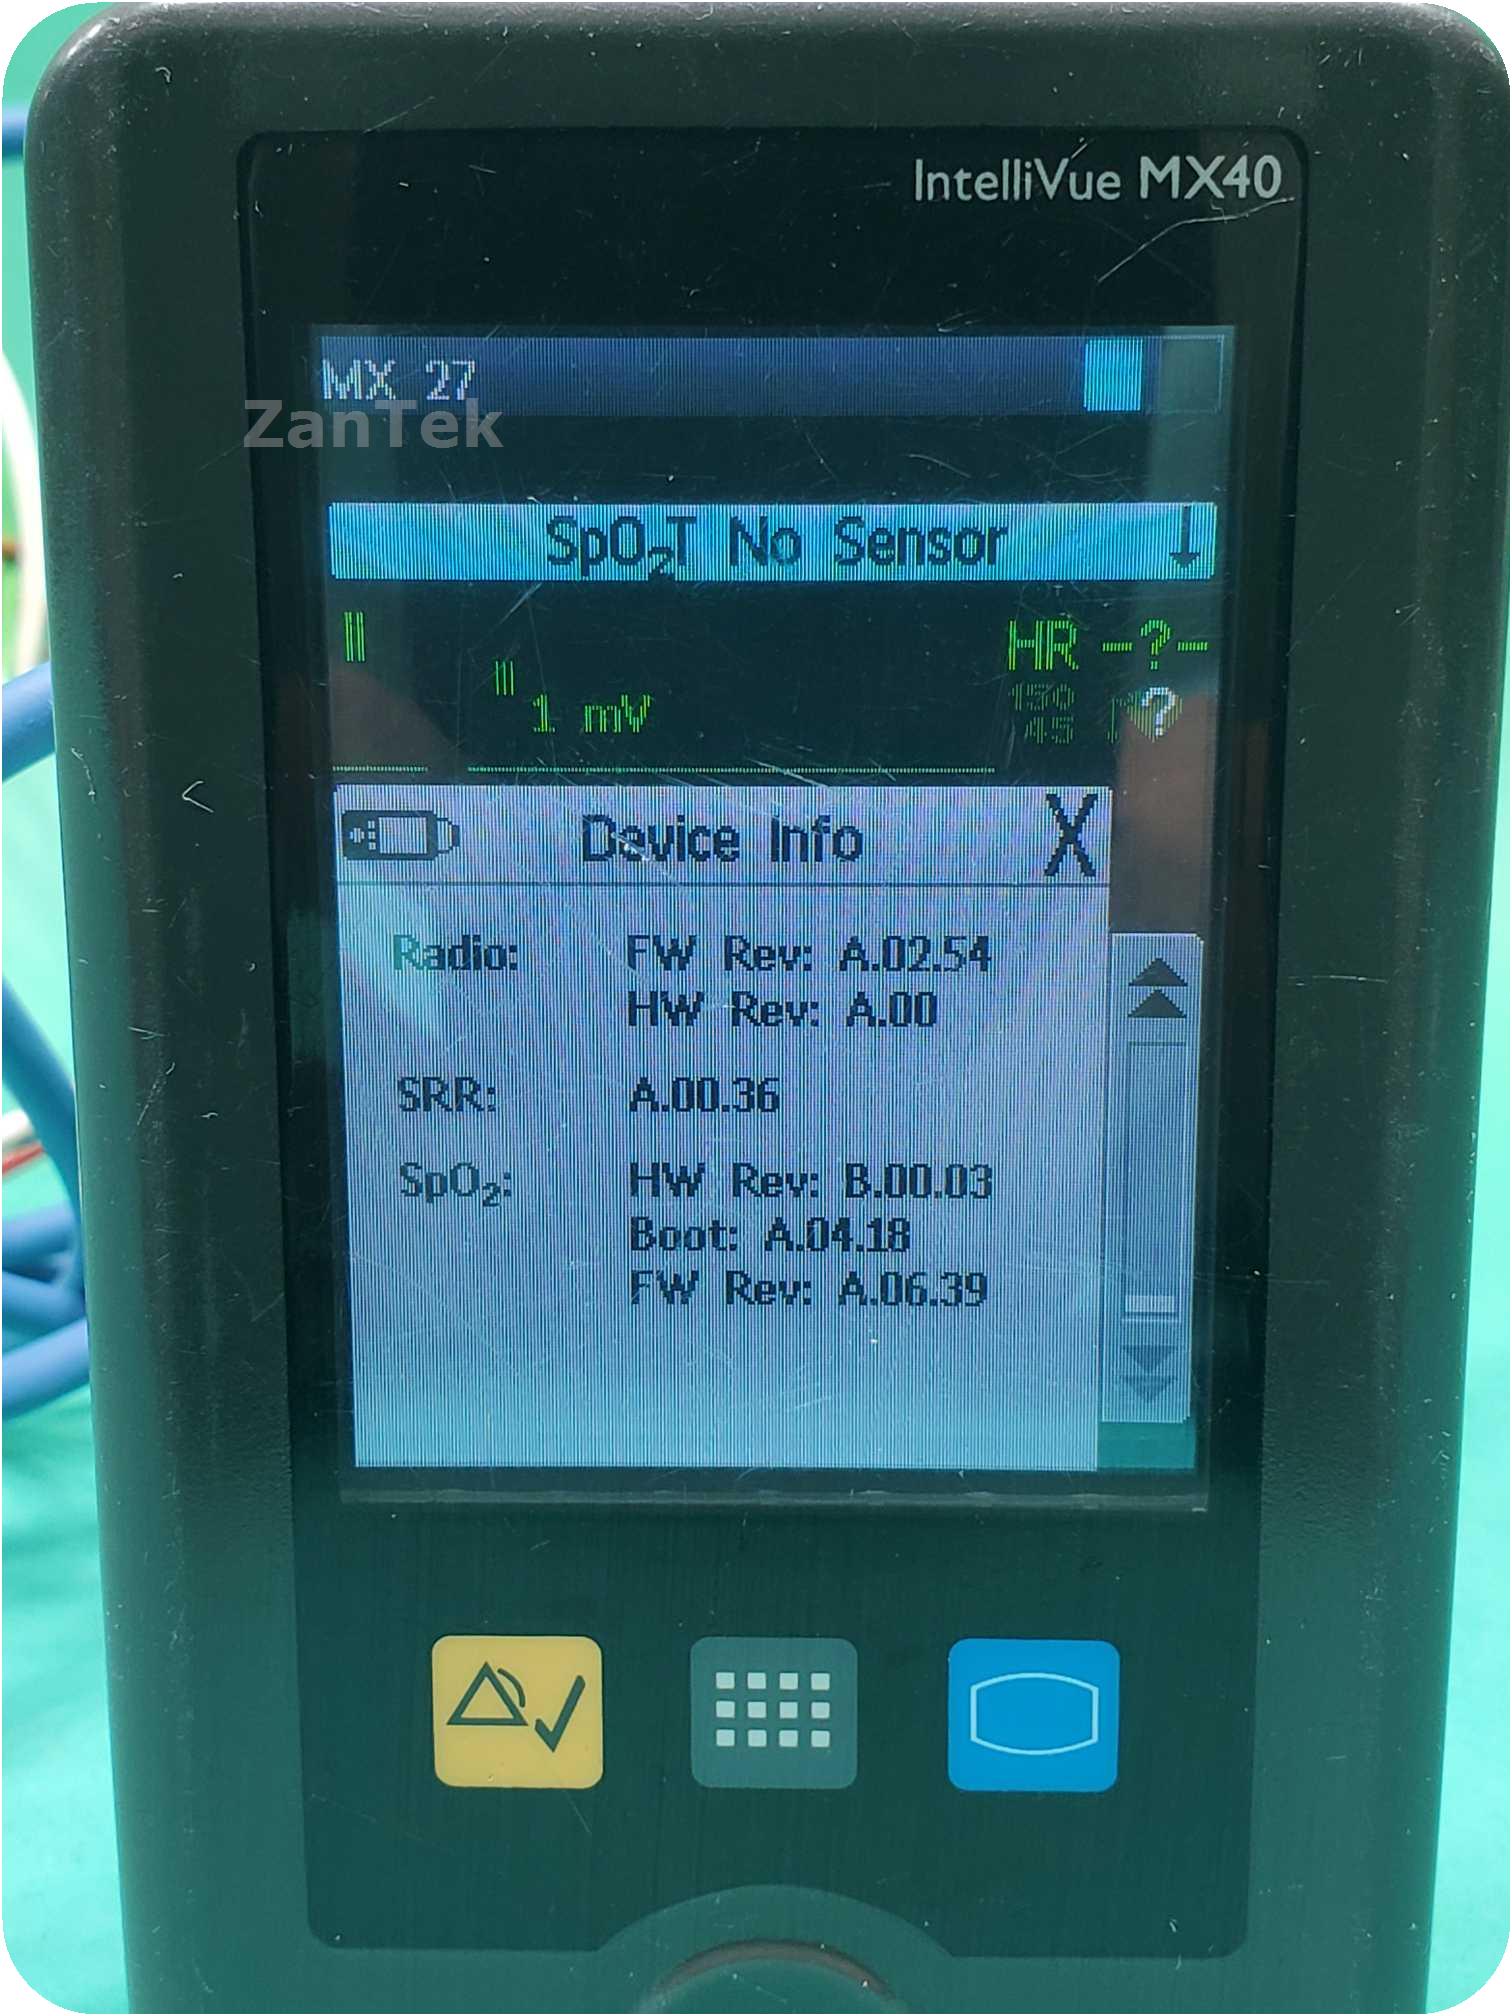 IntelliVue MX40
MX 27
ZanTek
SpO₂T No Sensor ↓
II
HR -?-
II
150
45
?
1 mV
Device Info X
Radio: FW Rev: A.02.54
HW Rev: A.00
SRR: A.00.36
SpO₂: HW Rev: B.00.03
Boot: A.04.18
FW Rev: A.06.39